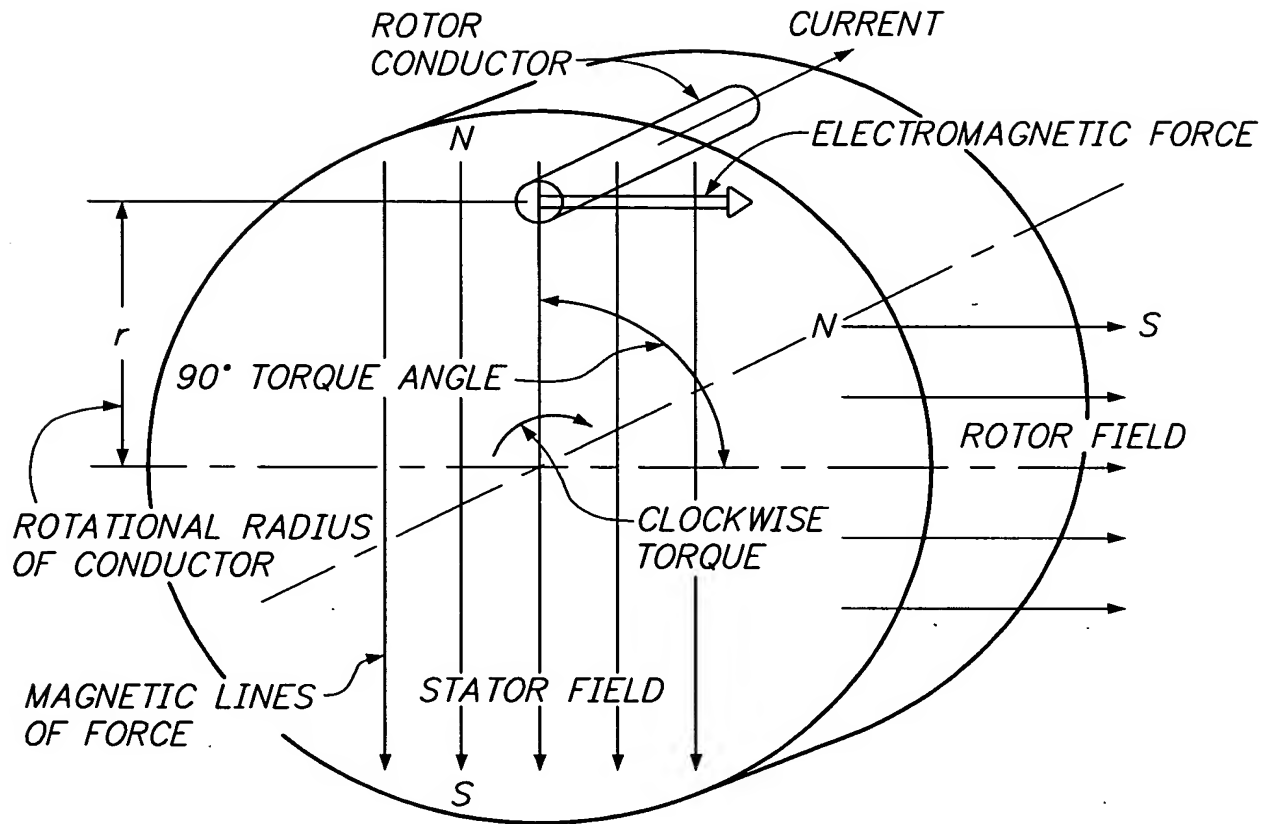 ROTOR
CONDUCTOR
CURRENT
ELECTROMAGNETIC FORCE
N
r
N
S
90° TORQUE ANGLE
ROTOR FIELD
ROTATIONAL RADIUS
OF CONDUCTOR
CLOCKWISE
TORQUE
MAGNETIC LINES
OF FORCE
STATOR FIELD
S